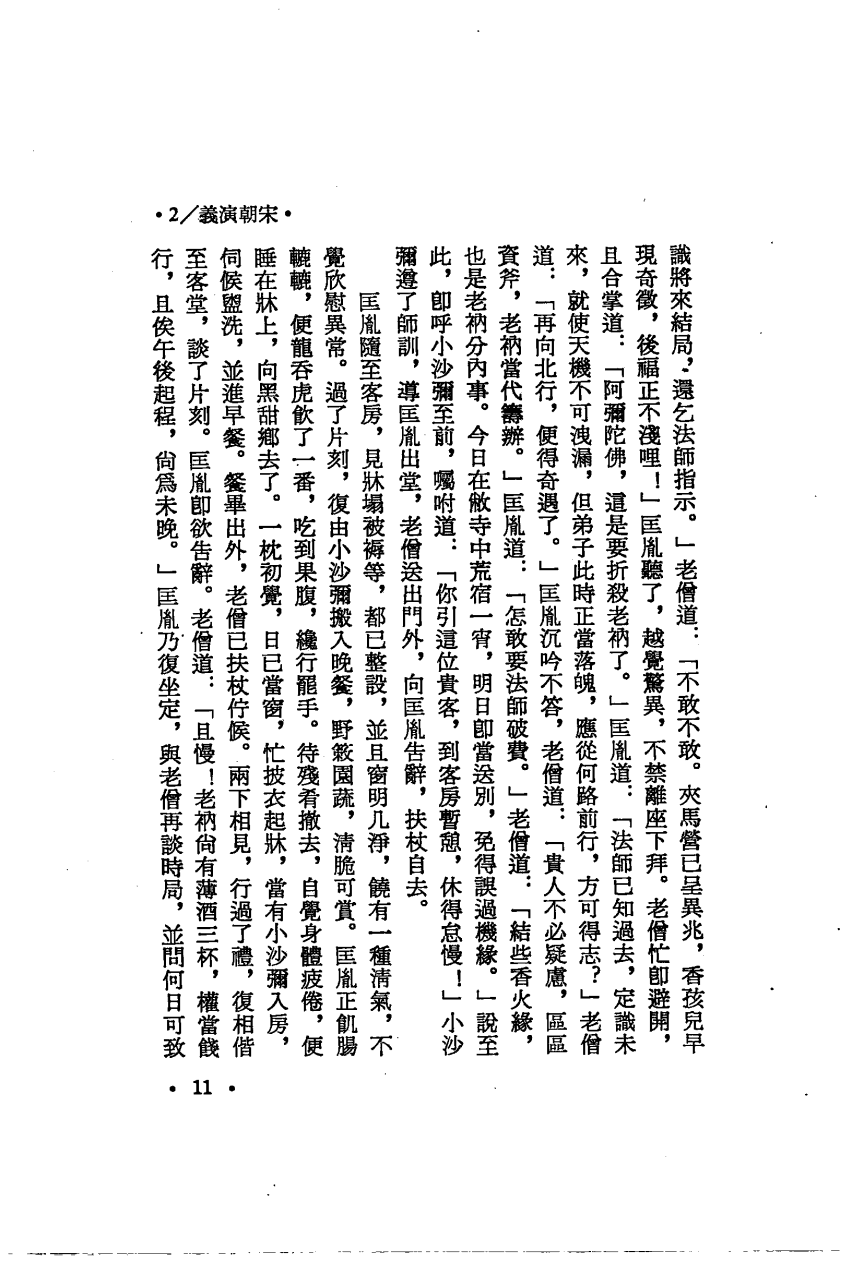 •2／義演朝宋•
識將來結局，還乞法師指示。」老僧道：「不敢不敢。夾馬營已呈異兆，香孩兒早
現奇徵，後福正不淺哩！」匡胤聽了，越覺驚異，不禁離座下拜。老僧忙卽避開，
且合掌道：「阿彌陀佛，這是要折殺老衲了。」匡胤道：「法師已知過去，定識未
來，就使天機不可洩漏，但弟子此時正當落魄，應從何路前行，方可得志？」老僧
道：「再向北行，便得奇遇了。」匡胤沉吟不答，老僧道：「貴人不必疑慮，區區
資斧，老衲當代籌辦。」匡胤道：「怎敢要法師破費。」老僧道：「結些香火緣，
也是老衲分內事。今日在敝寺中荒宿一宵，明日卽當送別，免得誤過機緣。」說至
此，卽呼小沙彌至前，囑咐道：「你引這位貴客，到客房暫憩，休得怠慢！」小沙
彌遵了師訓，導匡胤出堂，老僧送出門外，向匡胤告辭，扶杖自去。
匡胤隨至客房，見牀塌被褥等，都已整設，並且窗明几淨，饒有一種清氣，不
覺欣慰異常。過了片刻，復由小沙彌搬入晚餐，野簌園蔬，清脆可賞。匡胤正飢腸
轆轆，便龍吞虎飲了一番，吃到果腹，纔行罷手。待殘肴撤去，自覺身體疲倦，便
睡在牀上，向黑甜鄉去了。一枕初覺，日已當窗，忙披衣起牀，當有小沙彌入房，
伺候盥洗，並進早餐。餐畢出外，老僧已扶杖佇候。兩下相見，行過了禮，復相偕
至客堂，談了片刻。匡胤卽欲告辭。老僧道：「且慢！老衲尚有薄酒三杯，權當餞
行，且俟午後起程，尚爲未晚。」匡胤乃復坐定，與老僧再談時局，並問何日可致
• 11 •